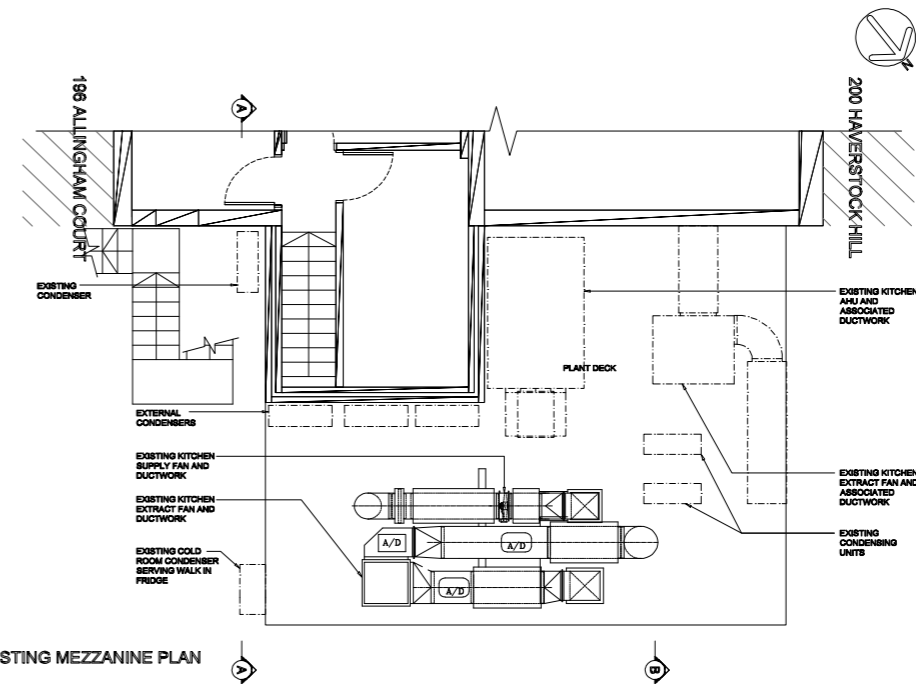 N
196 ALLINGHAM COURT
200 HAVERSTOCK HILL
A
EXISTING
CONDENSER
EXISTING KITCHEN
AHU AND
ASSOCIATED
DUCTWORK
PLANT DECK
EXTERNAL
CONDENSERS
EXISTING KITCHEN
SUPPLY FAN AND
DUCTWORK
EXISTING KITCHEN
EXTRACT FAN AND
ASSOCIATED
DUCTWORK
EXISTING KITCHEN
EXTRACT FAN AND
DUCTWORK
EXISTING
CONDENSING
UNITS
A/D
A/D
A/D
EXISTING COLD
ROOM CONDENSER
SERVING WALK IN
FRIDGE
STING MEZZANINE PLAN
A
B